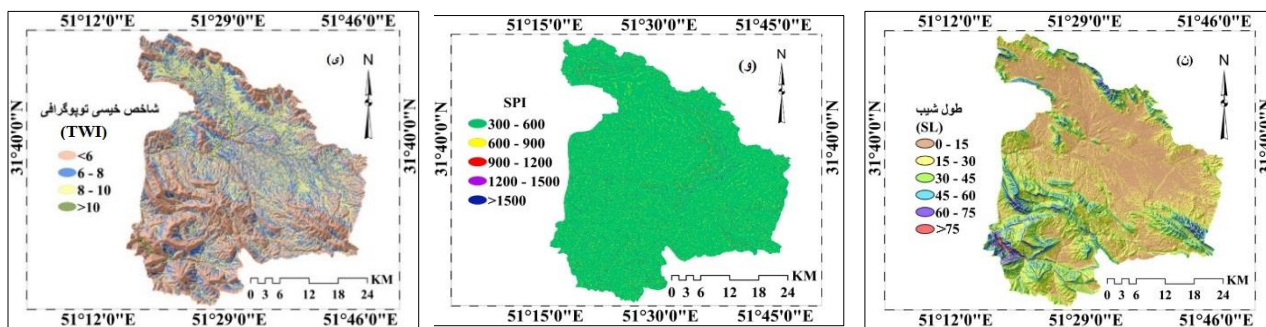 51°12'0"E 51°29'0"E 51°46'0"E
(ی)
N
31°40'0"N
شاخص خیسی توپوگرافی
(TWI)
<6
6 - 8
8 - 10
>10
KM
0 3 6 12 18 24
51°12'0"E 51°29'0"E 51°46'0"E
51°15'0"E 51°30'0"E 51°45'0"E
(و)
N
31°40'0"N
31°40'0"N
SPI
300 - 600
600 - 900
900 - 1200
1200 - 1500
>1500
KM
0 3 6 12 18 24
51°15'0"E 51°30'0"E 51°45'0"E
51°12'0"E 51°29'0"E 51°46'0"E
(ن)
N
31°40'0"N
31°40'0"N
طول شیب
(SL)
0 - 15
15 - 30
30 - 45
45 - 60
60 - 75
>75
KM
0 3 6 12 18 24
51°12'0"E 51°29'0"E 51°46'0"E